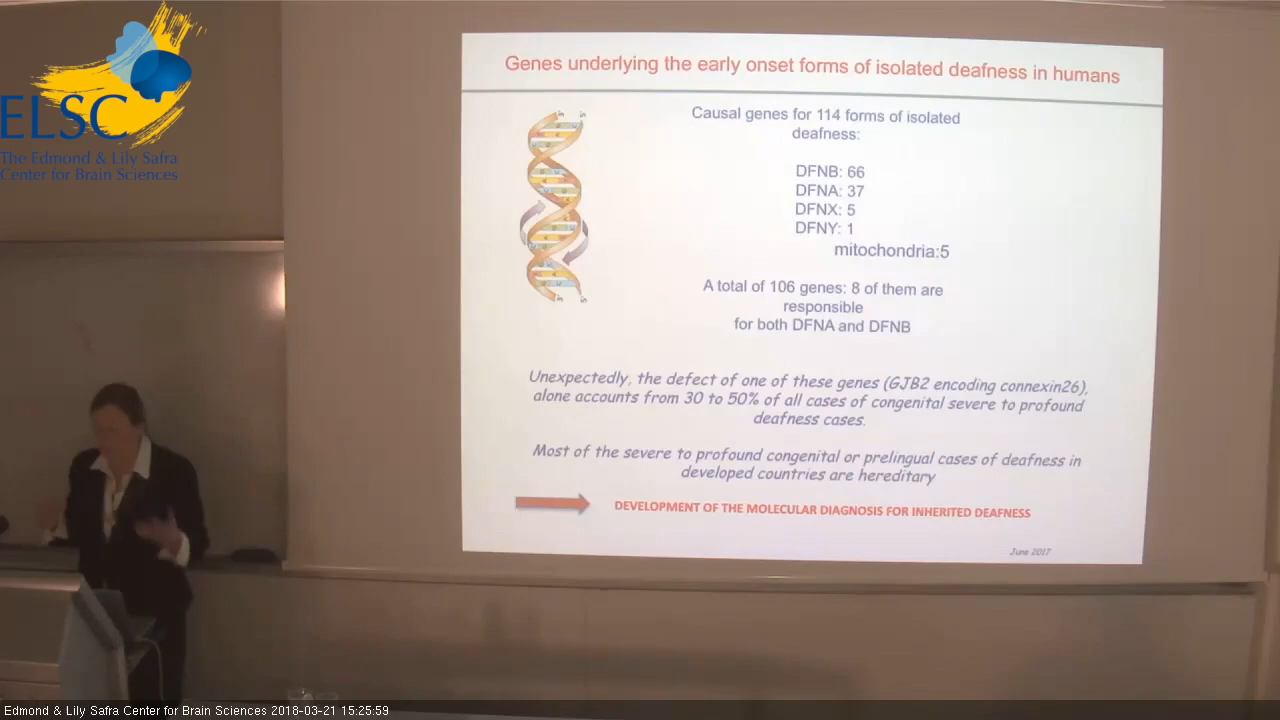 ELSC
The Edmond & Lily Safra
Center for Brain Sciences
Genes underlying the early onset forms of isolated deafness in humans
Causal genes for 114 forms of isolated
deafness:
DFNB: 66
DFNA: 37
DFNX: 5
DFNY: 1
mitochondria:5
A total of 106 genes: 8 of them are
responsible
for both DFNA and DFNB
Unexpectedly, the defect of one of these genes (GJB2 encoding connexin26),
alone accounts from 30 to 50% of all cases of congenital severe to profound
deafness cases.
Most of the severe to profound congenital or prelingual cases of deafness in
developed countries are hereditary
DEVELOPMENT OF THE MOLECULAR DIAGNOSIS FOR INHERITED DEAFNESS
June 2017
Edmond & Lily Safra Center for Brain Sciences 2018-03-21 15:25:59